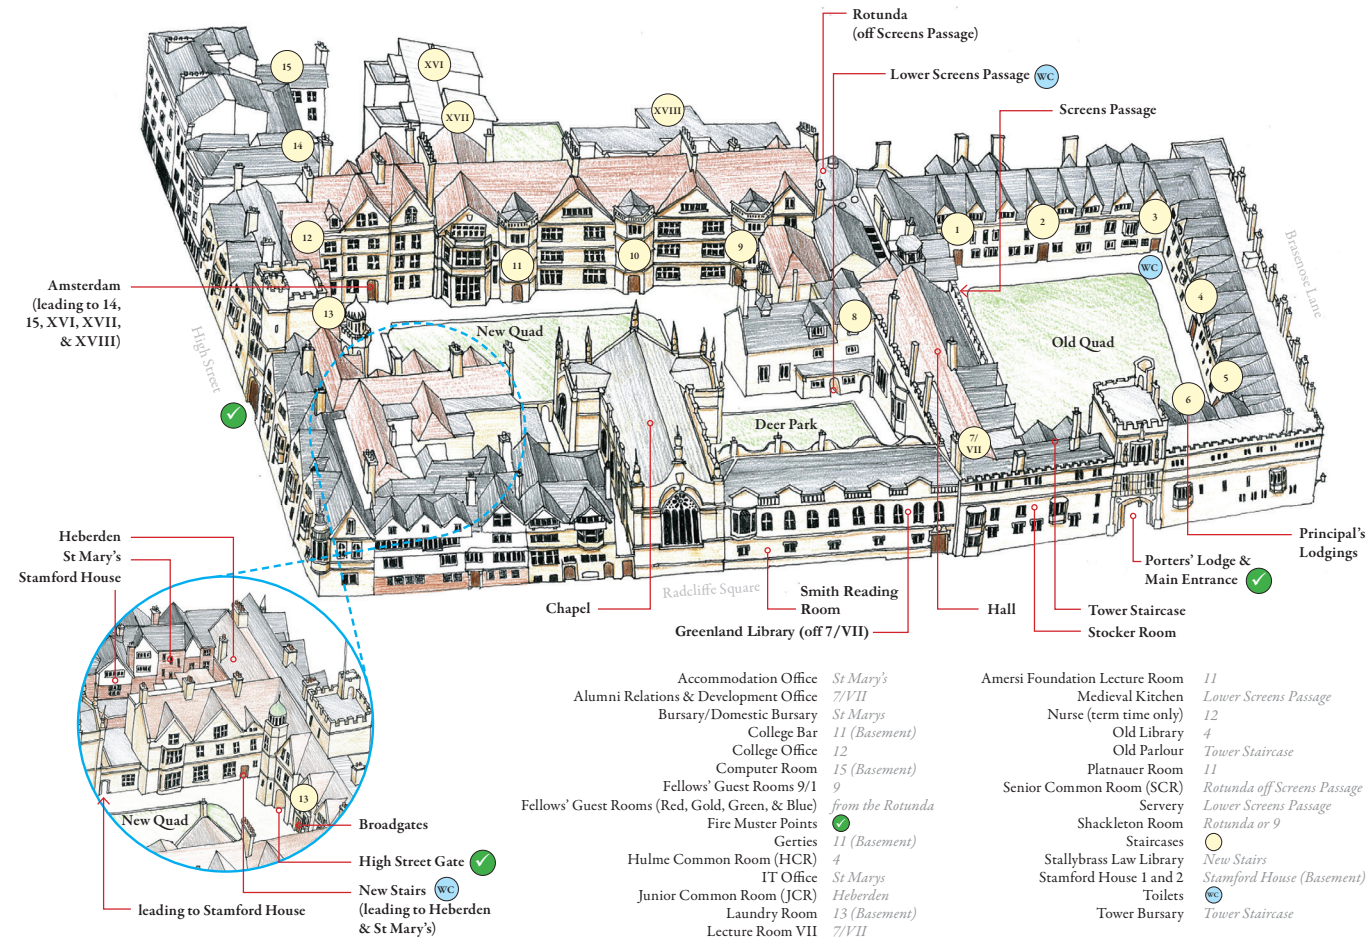 Rotunda
(off Screens Passage)
Lower Screens Passage WC
Screens Passage
15
XVI
XVII
XVIII
14
12
11
10
9
1
2
3
WC
4
5
6
7/
VII
8
13
Amsterdam
(leading to 14,
15, XVI, XVII,
& XVIII)
High Street
Brasenose Lane
New Quad
Old Quad
Deer Park
Radcliffe Square
Heberden
St Mary's
Stamford House
Chapel
Smith Reading
Room
Greenland Library (off 7/VII)
Hall
Principal's
Lodgings
Porters' Lodge &
Main Entrance
Tower Staircase
Stocker Room
New Quad
13
Broadgates
High Street Gate
New Stairs WC
(leading to Heberden
& St Mary's)
leading to Stamford House
Accommodation Office St Mary's
Alumni Relations & Development Office 7/VII
Bursary/Domestic Bursary St Marys
College Bar 11 (Basement)
College Office 12
Computer Room 15 (Basement)
Fellows' Guest Rooms 9/1 9
Fellows' Guest Rooms (Red, Gold, Green, & Blue) from the Rotunda
Fire Muster Points
Gerties 11 (Basement)
Hulme Common Room (HCR) 4
IT Office St Marys
Junior Common Room (JCR) Heberden
Laundry Room 13 (Basement)
Lecture Room VII 7/VII
Amersi Foundation Lecture Room 11
Medieval Kitchen Lower Screens Passage
Nurse (term time only) 12
Old Library 4
Old Parlour Tower Staircase
Platnauer Room 11
Senior Common Room (SCR) Rotunda off Screens Passage
Servery Lower Screens Passage
Shackleton Room Rotunda or 9
Staircases
Stallybrass Law Library New Stairs
Stamford House 1 and 2 Stamford House (Basement)
Toilets WC
Tower Bursary Tower Staircase